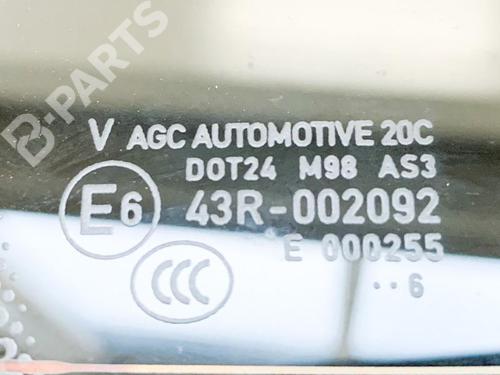 B-PARTS
V AGC AUTOMOTIVE 20C
DOT24 M98 AS3
E6 43R-002092
E 000255
CCC
··6